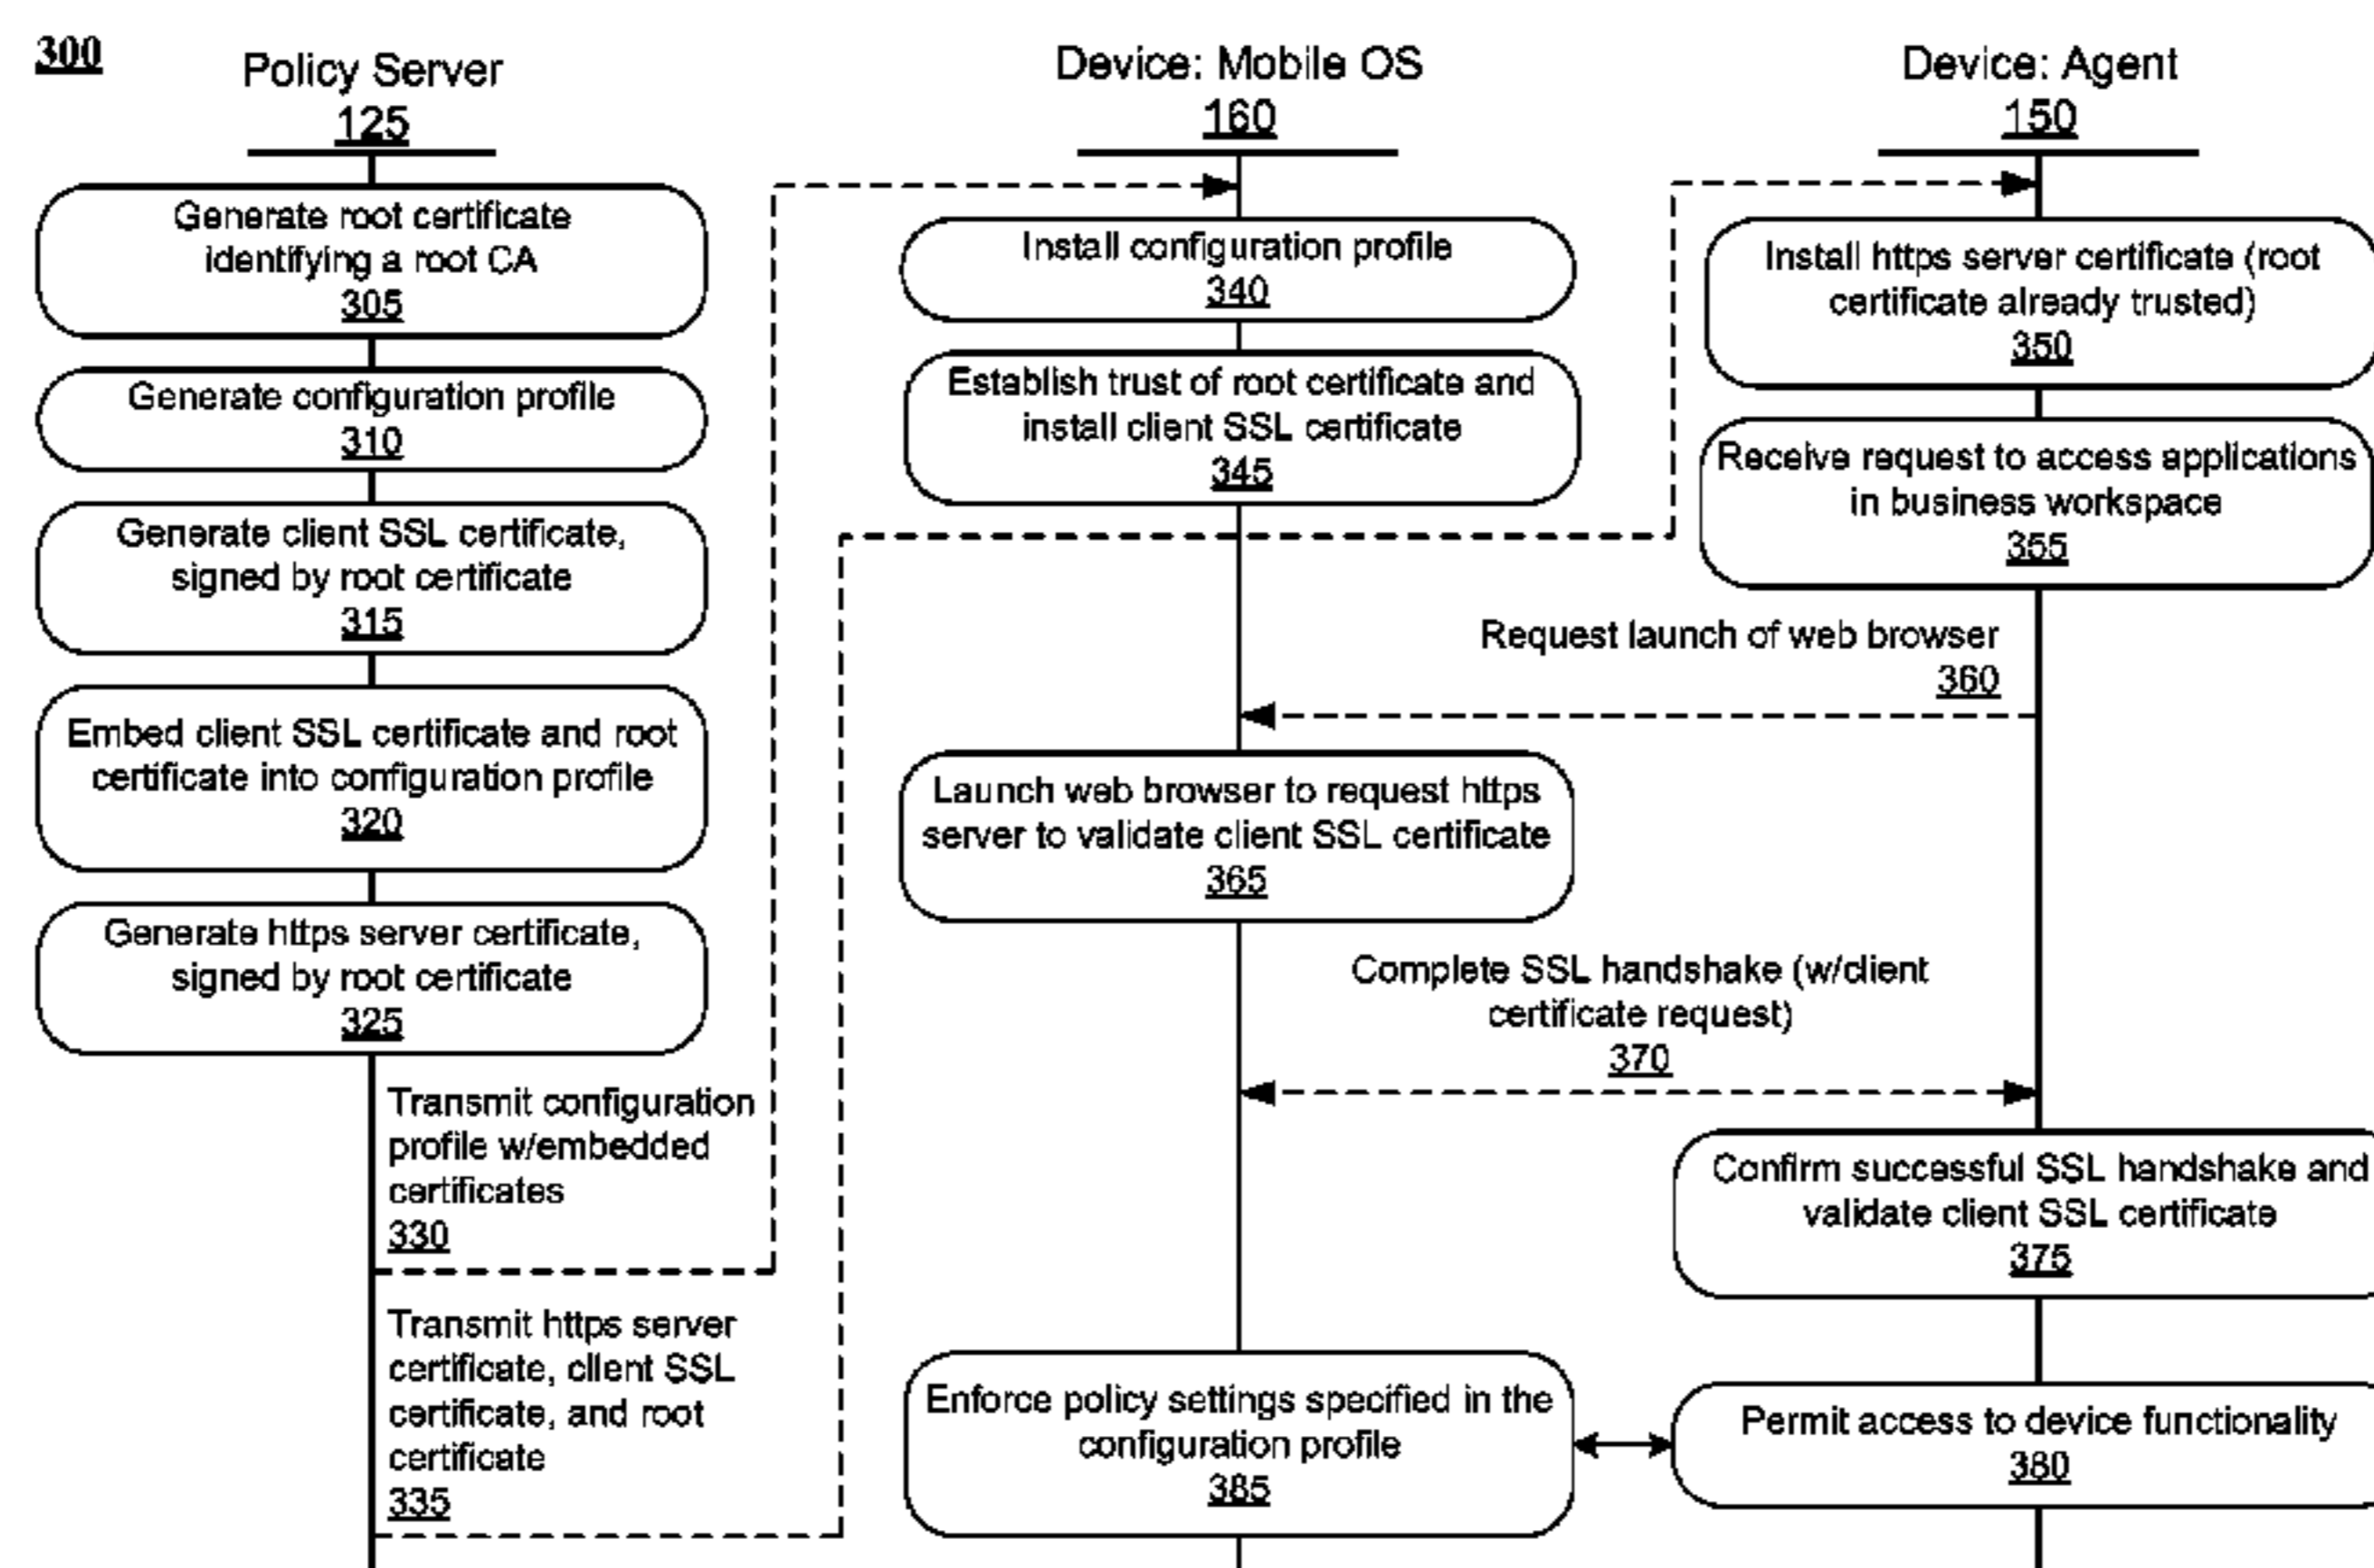 300
Policy Server
125
Generate root certificate
identifying a root CA
305
Generate configuration profile
310
Generate client SSL certificate,
signed by root certificate
315
Embed client SSL certificate and root
certificate into configuration profile
320
Generate https server certificate,
signed by root certificate
325
Transmit configuration
profile w/embedded
certificates
330
Transmit https server
certificate, client SSL
certificate, and root
certificate
335
Device: Mobile OS
160
Install configuration profile
340
Establish trust of root certificate and
install client SSL certificate
345
Launch web browser to request https
server to validate client SSL certificate
365
Enforce policy settings specified in the
configuration profile
385
Device: Agent
150
Install https server certificate (root
certificate already trusted)
350
Receive request to access applications
in business workspace
355
Request launch of web browser
360
Complete SSL handshake (w/client
certificate request)
370
Confirm successful SSL handshake and
validate client SSL certificate
375
Permit access to device functionality
380